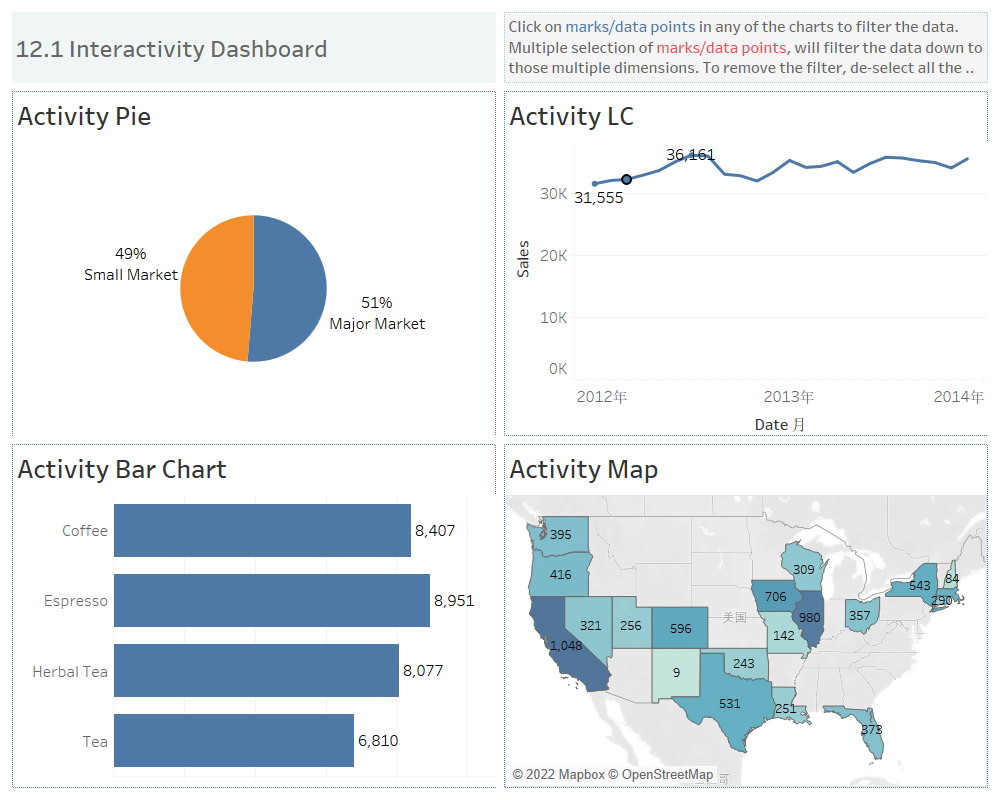 12.1 Interactivity Dashboard
Click on marks/data points in any of the charts to filter the data.
Multiple selection of marks/data points, will filter the data down to
those multiple dimensions. To remove the filter, de-select all the ..
Activity Pie
49%
Small Market
51%
Major Market
Activity LC
36,161
31,555
30K
20K
10K
0K
Sales
2012年
2013年
2014年
Date 月
Activity Bar Chart
Coffee
8,407
Espresso
8,951
Herbal Tea
8,077
Tea
6,810
Activity Map
395
416
309
543
84
290
706
980
357
321
256
596
美国
142
1,048
9
243
531
251
373
© 2022 Mapbox © OpenStreetMap
哥